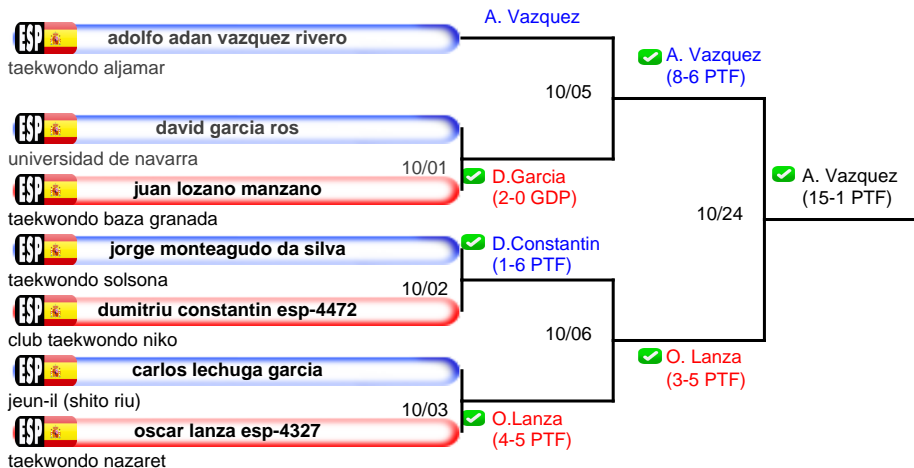 A. Vazquez
ESP adolfo adan vazquez rivero
taekwondo aljamar
A. Vazquez
(8-6 PTF)
10/05
ESP david garcia ros
universidad de navarra
10/01
D.Garcia
(2-0 GDP)
ESP juan lozano manzano
taekwondo baza granada
A. Vazquez
(15-1 PTF)
10/24
ESP jorge monteagudo da silva
taekwondo solsona
D.Constantin
(1-6 PTF)
10/02
ESP dumitriu constantin esp-4472
club taekwondo niko
10/06
O. Lanza
(3-5 PTF)
ESP carlos lechuga garcia
jeun-il (shito riu)
10/03
O.Lanza
(4-5 PTF)
ESP oscar lanza esp-4327
taekwondo nazaret